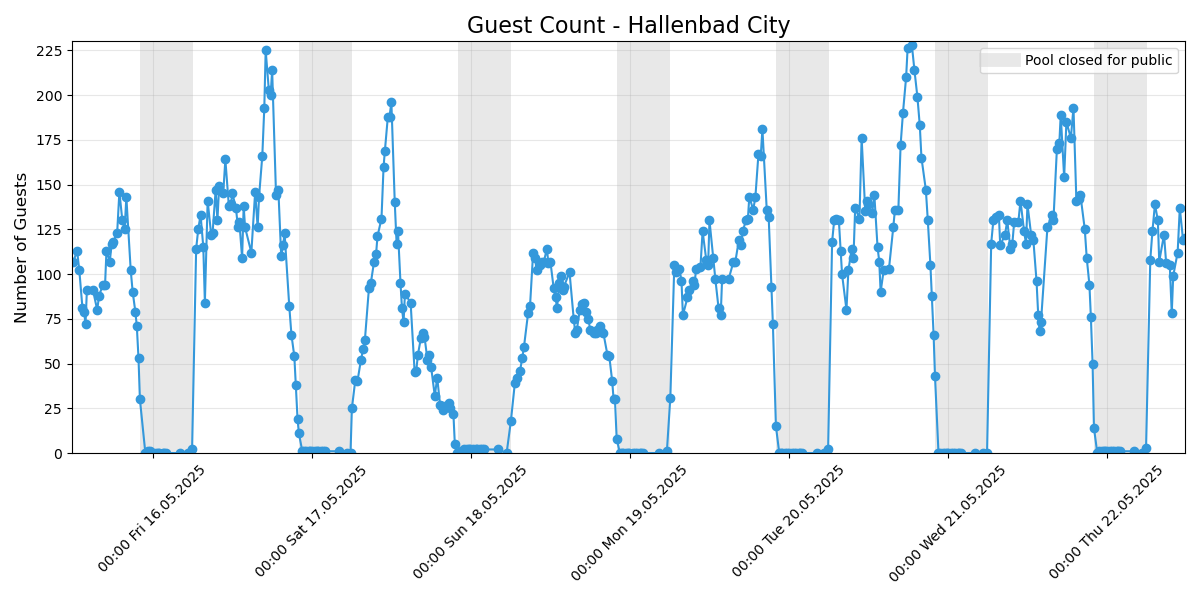 Guest Count - Hallenbad City
Pool closed for public
Number of Guests
225
200
175
150
125
100
75
50
25
0
00:00 Fri 16.05.2025
00:00 Sat 17.05.2025
00:00 Sun 18.05.2025
00:00 Mon 19.05.2025
00:00 Tue 20.05.2025
00:00 Wed 21.05.2025
00:00 Thu 22.05.2025